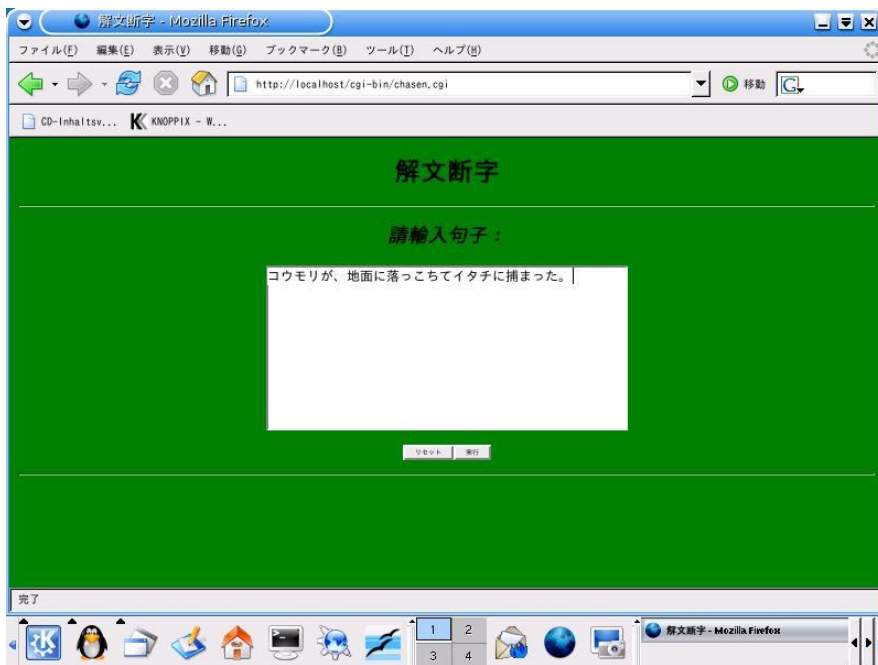 解文断字 - Mozilla Firefox
ファイル(F) 編集(E) 表示(V) 移動(G) ブックマーク(B) ツール(T) ヘルプ(H)
http://localhost/cgi-bin/chasen.cgi 移動 G
CD-Inhaltsv... KNOPPIX - W...
解文断字
請輸入句子：
コウモリが、地面に落っこちてイタチに捕まった。
リセット 実行
完了
1 2
3 4
解文断字 - Mozilla Firefox